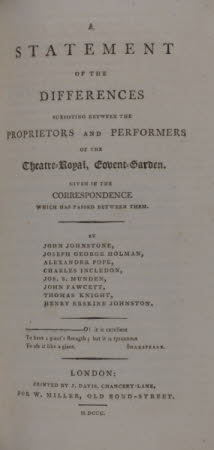 A
STATEMENT
OF THE
DIFFERENCES
SUBSISTING BETWEEN THE
PROPRIETORS AND PERFORMERS
OF THE
Theatre-Royal, Covent-Garden.
GIVEN IN THE
CORRESPONDENCE
WHICH HAS PASSED BETWEEN THEM.
BY
JOHN JOHNSTONE,
JOSEPH GEORGE HOLMAN,
ALEXANDER POPE,
CHARLES INCLEDON,
JOS. S. MUNDEN,
JOHN FAWCETT,
THOMAS KNIGHT,
HENRY ERSKINE JOHNSTON.
O! it is excellent
To have a giant's strength; but it is tyrannous
To use it like a giant. SHAKSPEARE.
LONDON:
PRINTED BY J. DAVIS, CHANCERY-LANE,
FOR W. MILLER, OLD BOND-STREET.
M.DCCC.